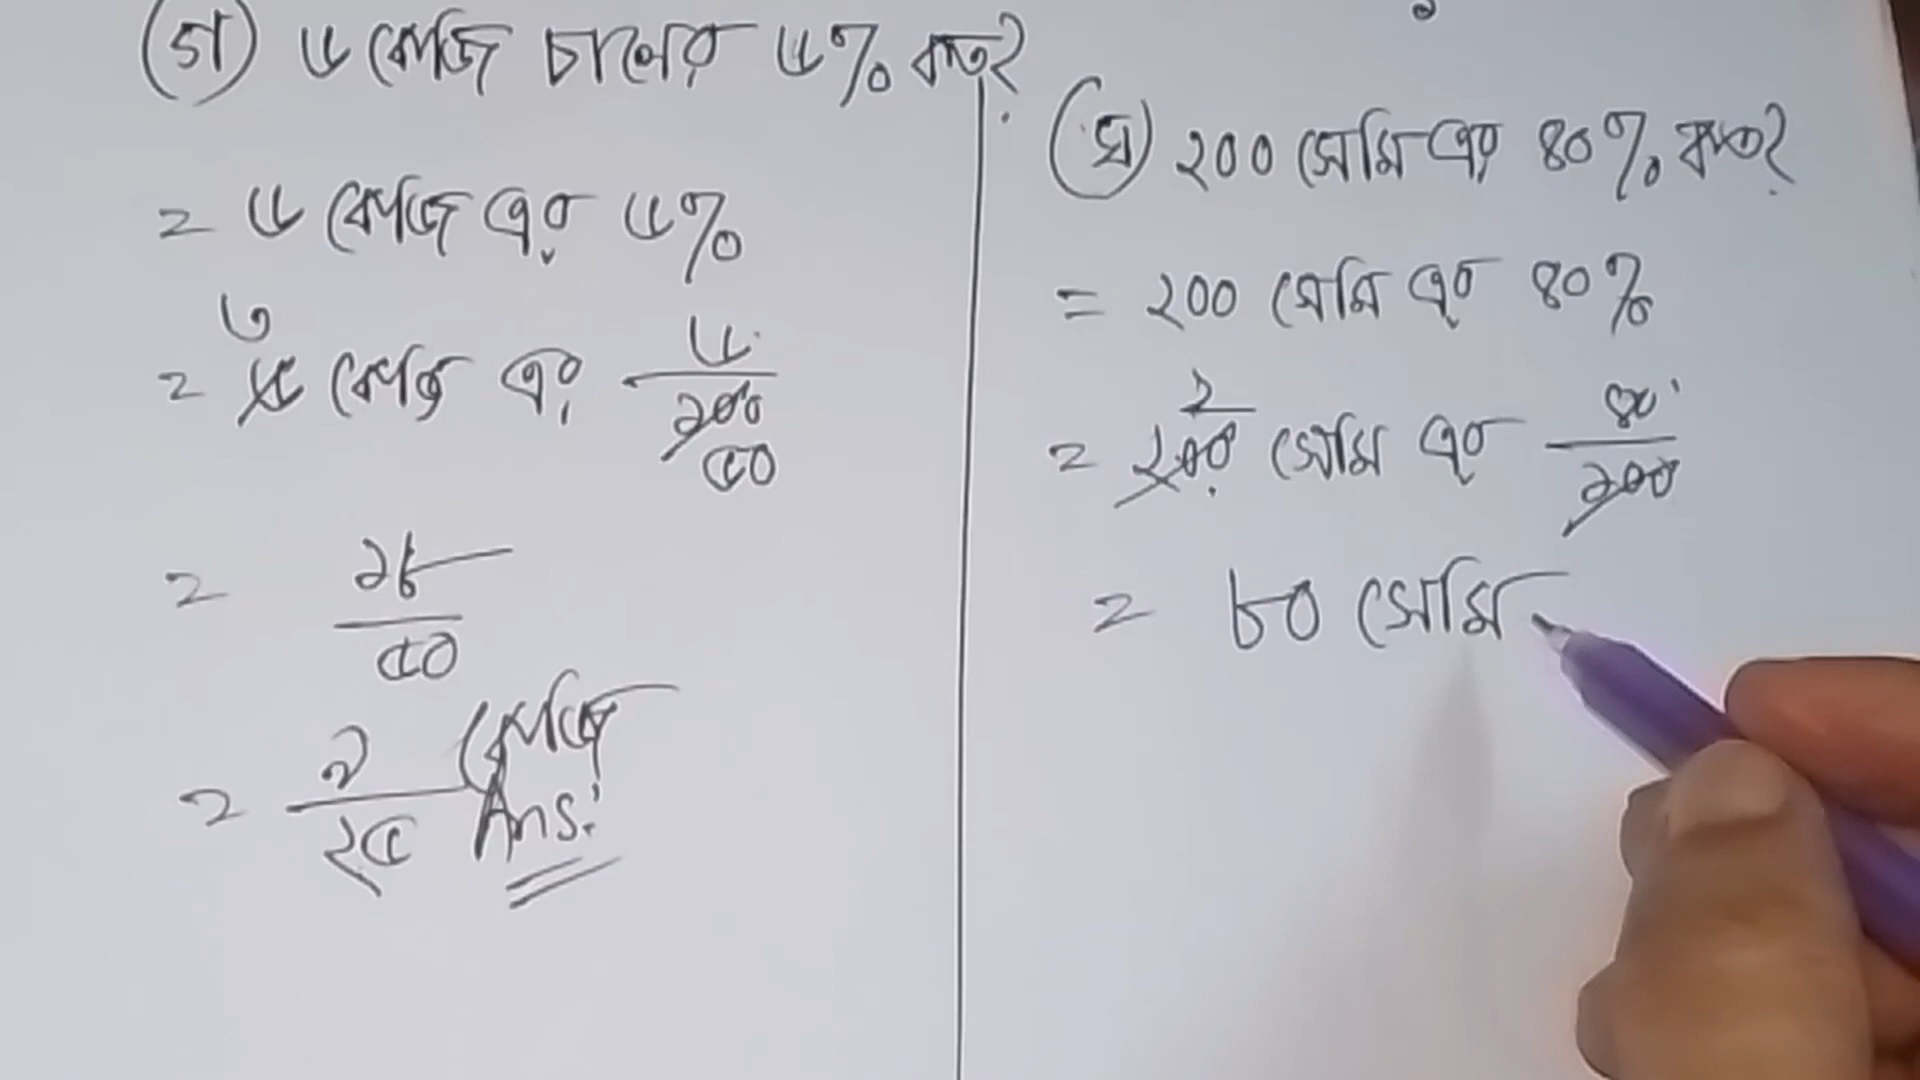 (গ) ৬ কেজি চালের ৬% কত?
= ৬ কেজি এর ৬%
৩
= ৬ কেজি এর ৬/১০০
৫০
= ১৮/৫০
= ৯/২৫ কেজি
Ans:
(ঘ) ২০০ সেমি এর ৪০% কত?
= ২০০ সেমি এর ৪০%
২
= ২০০ সেমি এর ৪০/১০০
= ৮০ সেমি